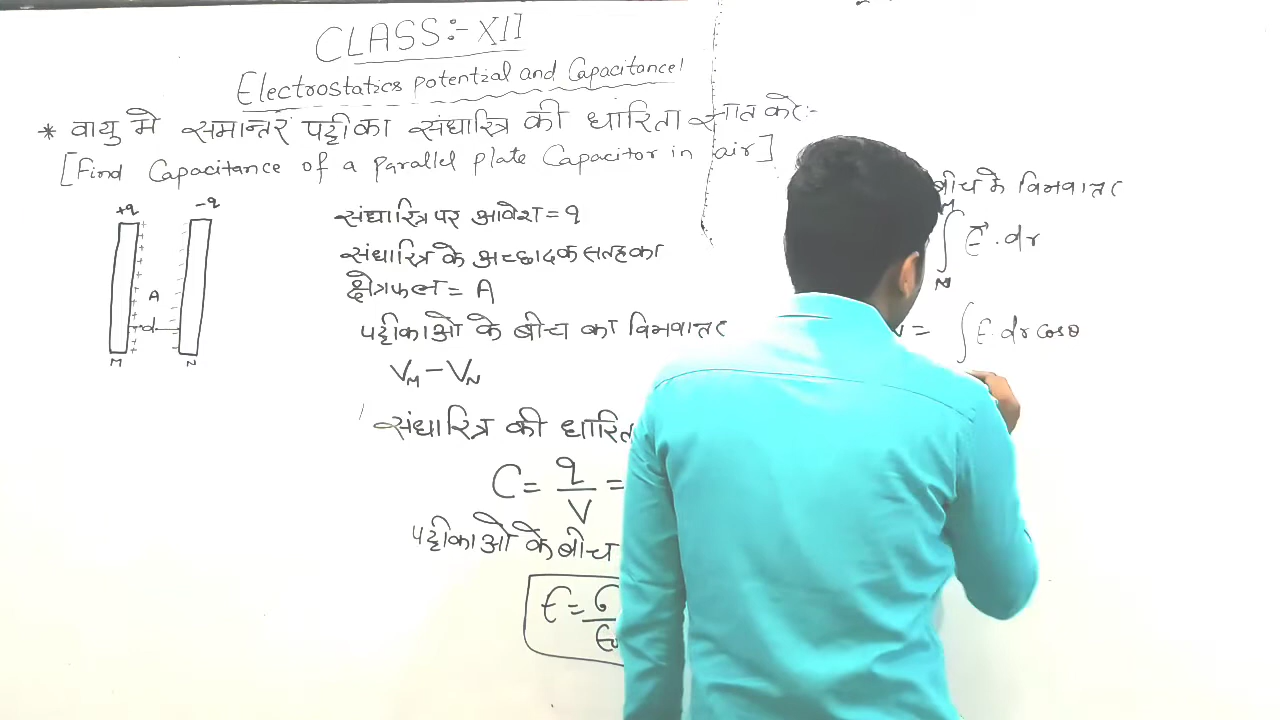 CLASS:- XII
Electrostatics potential and Capacitance!
* वायु मे समान्तर पट्टीका संधारित्र की धारिता ज्ञात करे:-
[Find Capacitance of a parallel plate Capacitor in air]
+q -q
A
d
M N
संधारित्र पर आवेश = q
संधारित्र के अच्छादक सतह का
क्षेत्रफल = A
पट्टीकाओ के बीच का विभवान्तर
V_M - V_N
संधारित्र की
C = q/V =
पट्टीकाओ के बीच
E = σ/
बीच मे विभवान्तर
∫ E⃗ . dr
= ∫ E. dr cosθ